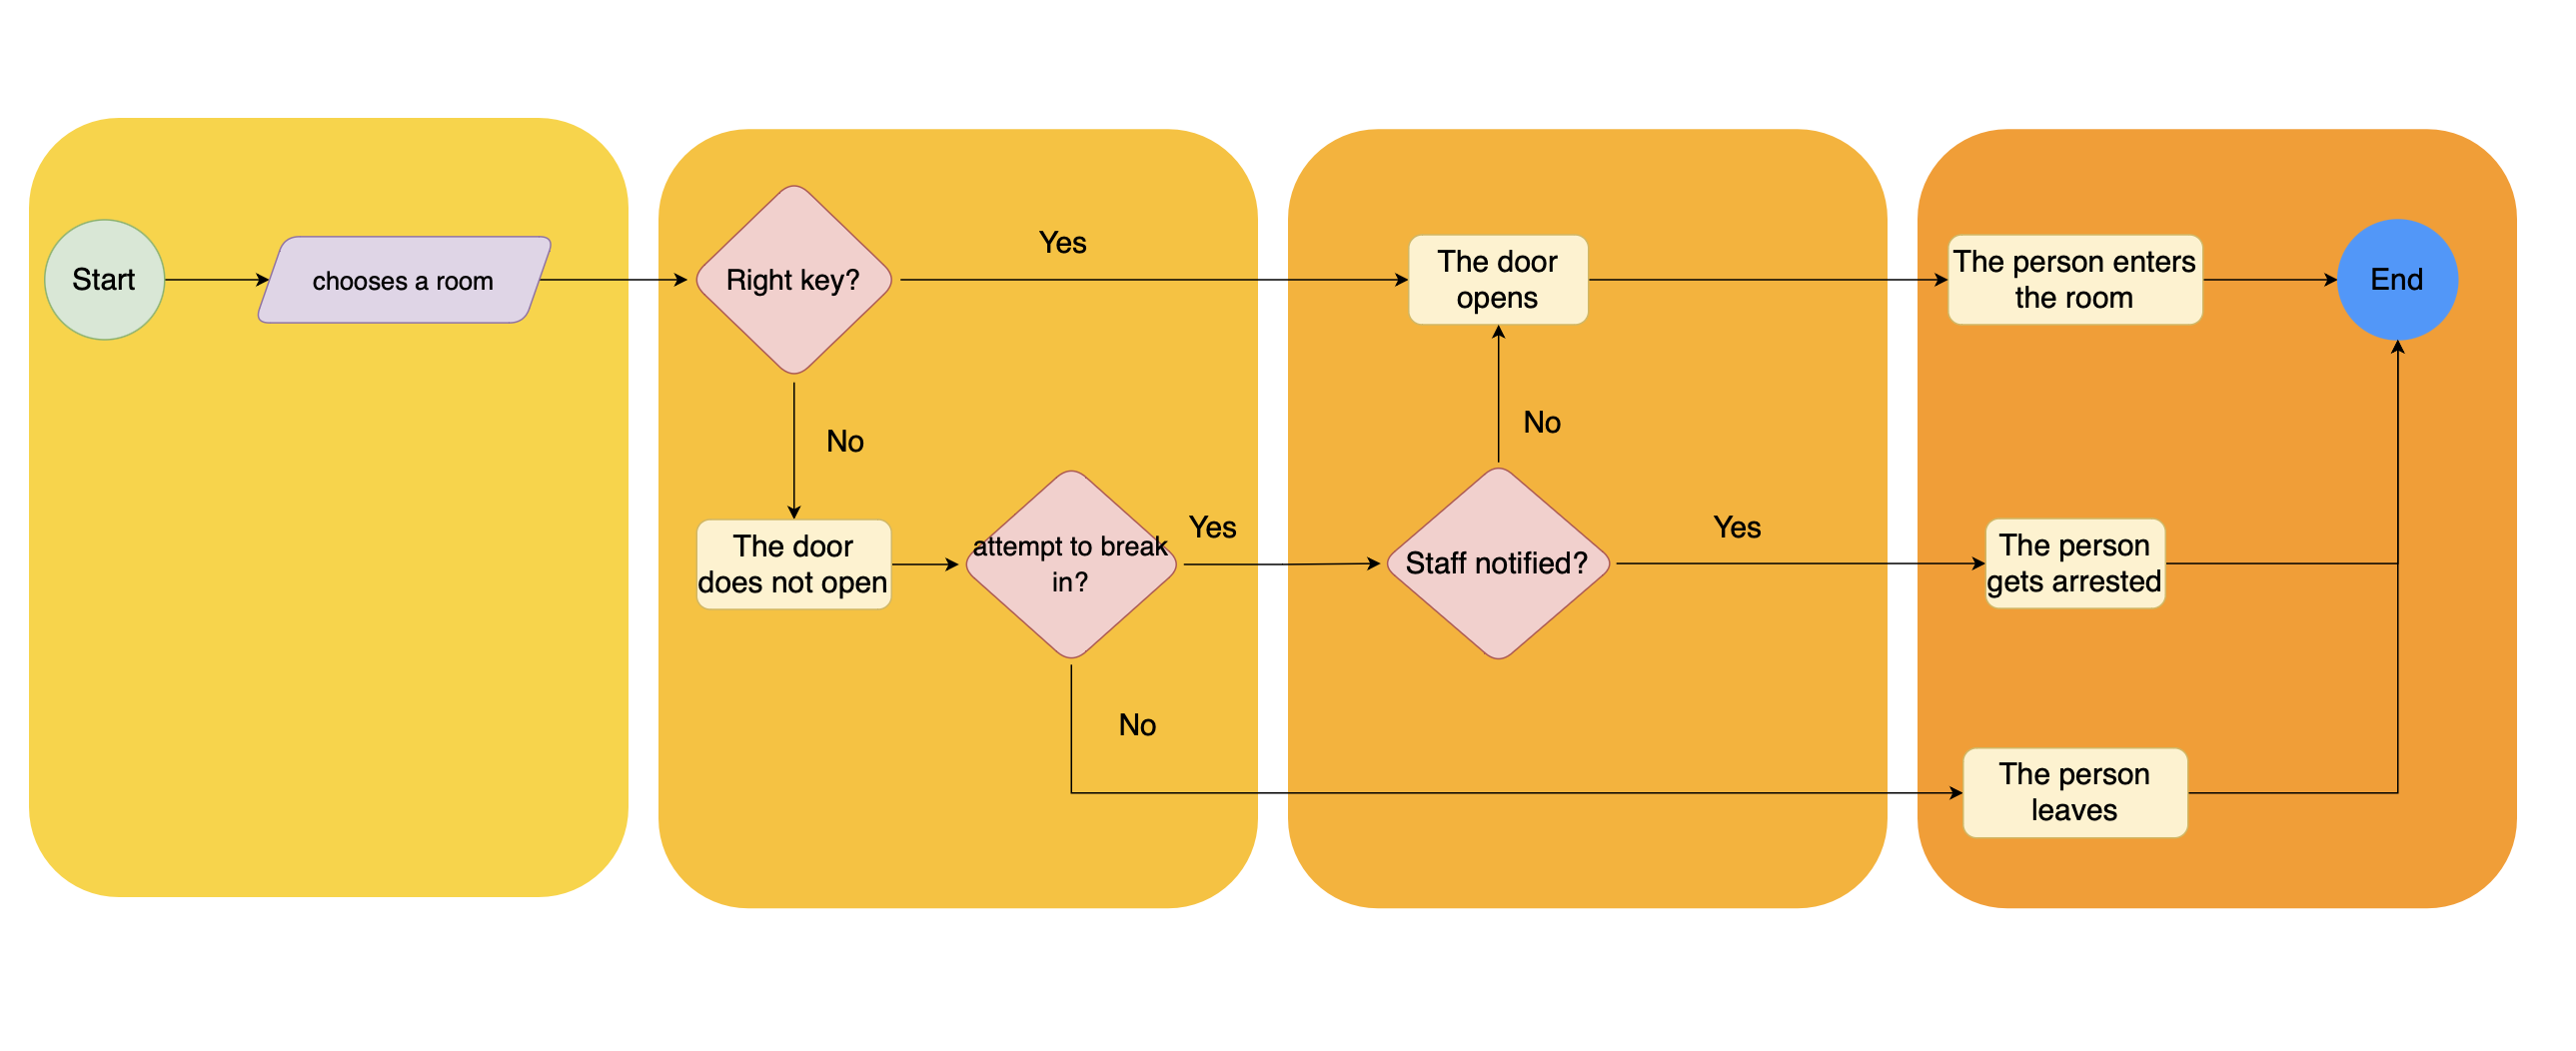 Start
chooses a room
Right key?
Yes
The door
opens
The person enters
the room
End
No
No
The door
does not open
attempt to break
in?
Yes
Staff notified?
Yes
The person
gets arrested
No
The person
leaves